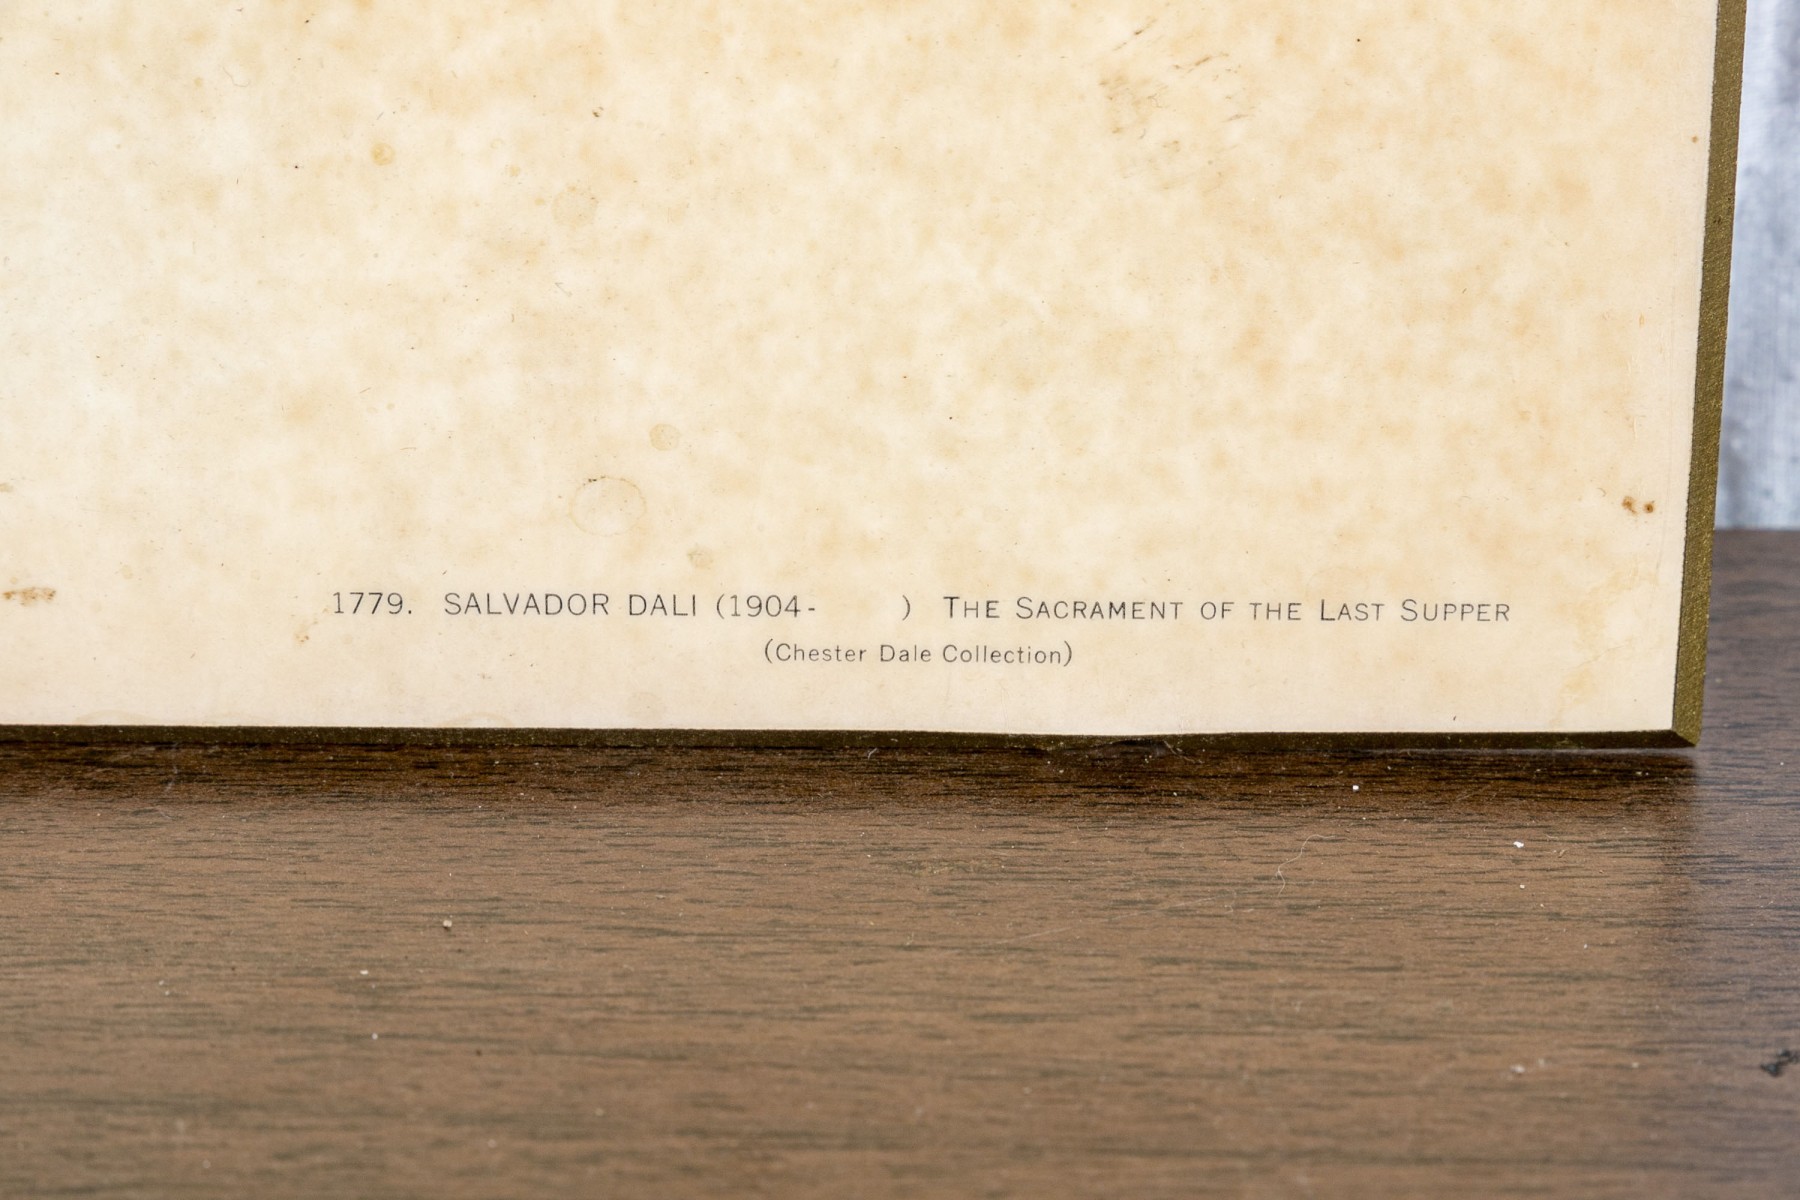 1779. SALVADOR DALI (1904- ) THE SACRAMENT OF THE LAST SUPPER
(Chester Dale Collection)